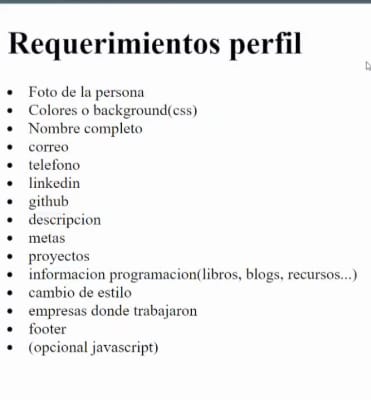 Requerimientos perfil
Foto de la persona
Colores o background(css)
Nombre completo
correo
telefono
linkedin
github
descripcion
metas
proyectos
informacion programacion(libros, blogs, recursos...)
cambio de estilo
empresas donde trabajaron
footer
(opcional javascript)